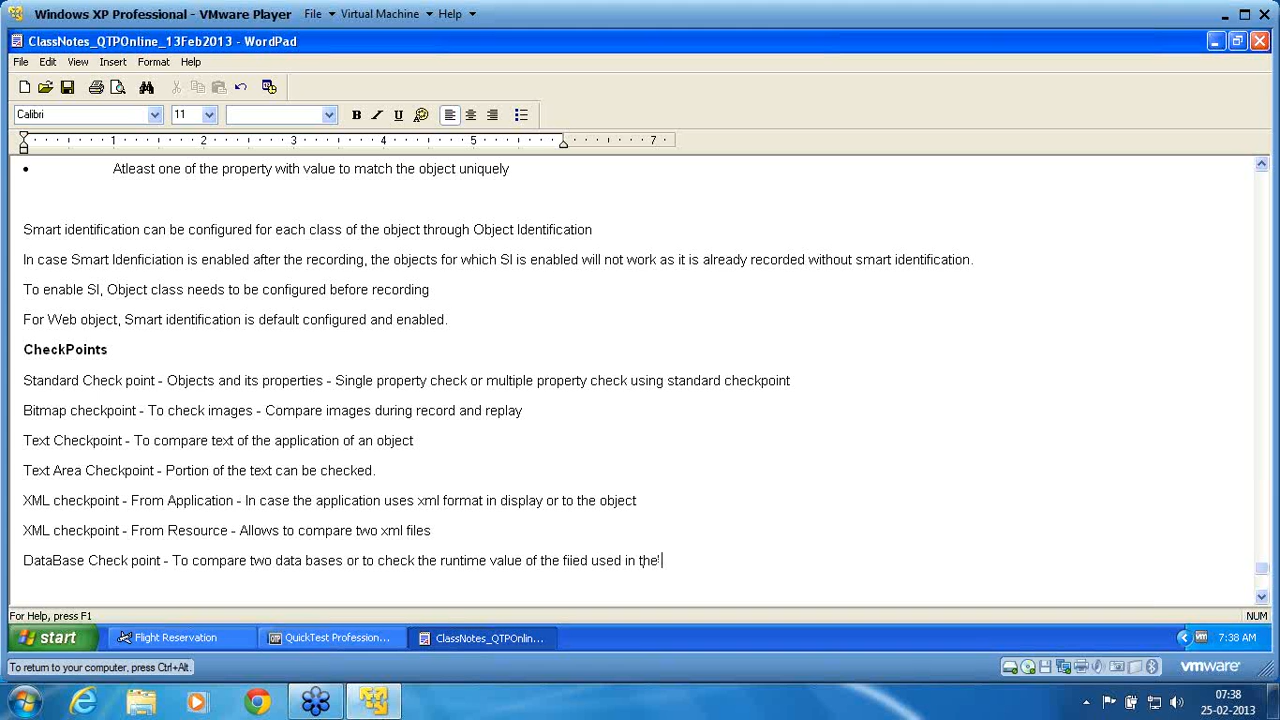 Windows XP Professional - VMware Player File Virtual Machine Help
ClassNotes_QTPOnline_13Feb2013 - WordPad
File Edit View Insert Format Help
Calibri 11 B I U
1 2 3 4 5 7
Atleast one of the property with value to match the object uniquely
Smart identification can be configured for each class of the object through Object Identification
In case Smart Idenficiation is enabled after the recording, the objects for which SI is enabled will not work as it is already recorded without smart identification.
To enable SI, Object class needs to be configured before recording
For Web object, Smart identification is default configured and enabled.
CheckPoints
Standard Check point - Objects and its properties - Single property check or multiple property check using standard checkpoint
Bitmap checkpoint - To check images - Compare images during record and replay
Text Checkpoint - To compare text of the application of an object
Text Area Checkpoint - Portion of the text can be checked.
XML checkpoint - From Application - In case the application uses xml format in display or to the object
XML checkpoint - From Resource - Allows to compare two xml files
DataBase Check point - To compare two data bases or to check the runtime value of the fiied used in the
For Help, press F1 NUM
start Flight Reservation QuickTest Profession... ClassNotes_QTPOnlin... 7:38 AM
To return to your computer, press Ctrl+Alt. vmware
07:38
25-02-2013